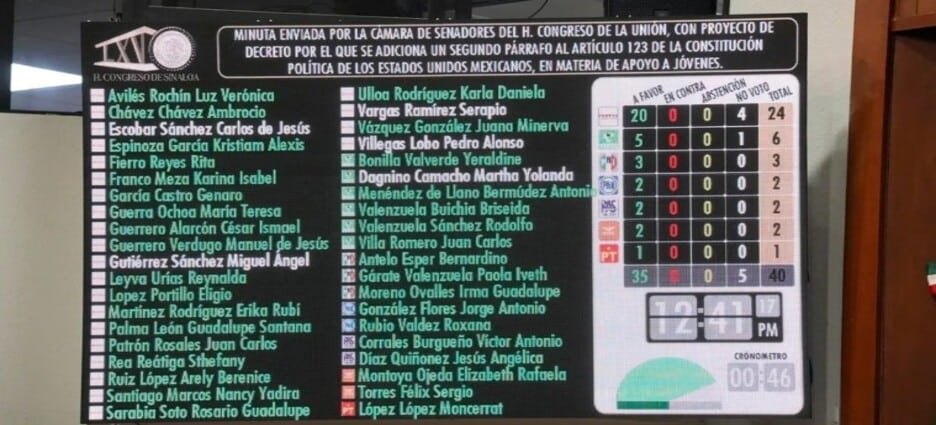 MINUTA ENVIADA POR LA CÁMARA DE SENADORES DEL H. CONGRESO DE LA UNIÓN, CON PROYECTO DE
DECRETO POR EL QUE SE ADICIONA UN SEGUNDO PÁRRAFO AL ARTÍCULO 123 DE LA CONSTITUCIÓN
POLÍTICA DE LOS ESTADOS UNIDOS MEXICANOS, EN MATERIA DE APOYO A JÓVENES.
LXV
H. CONGRESO DE SINALOA
Avilés Rochín Luz Verónica
Chávez Chávez Ambrocio
Escobar Sánchez Carlos de Jesús
Espinoza García Kristiam Alexis
Fierro Reyes Rita
Franco Meza Karina Isabel
García Castro Genaro
Guerra Ochoa María Teresa
Guerrero Alarcón César Ismael
Guerrero Verdugo Manuel de Jesús
Gutiérrez Sánchez Miguel Ángel
Leyva Urías Reynalda
Lopez Portillo Eligio
Martínez Rodríguez Erika Rubí
Palma León Guadalupe Santana
Patrón Rosales Juan Carlos
Rea Reátiga Sthefany
Ruiz López Arely Berenice
Santiago Marcos Nancy Yadira
Sarabia Soto Rosario Guadalupe
Ulloa Rodríguez Karla Daniela
Vargas Ramírez Serapio
Vázquez González Juana Minerva
Villegas Lobo Pedro Alonso
Bonilla Valverde Yeraldine
Dagnino Camacho Martha Yolanda
Menéndez de Llano Bermúdez Antonio
Valenzuela Buichia Briseida
Valenzuela Sánchez Rodolfo
Villa Romero Juan Carlos
Antelo Esper Bernardino
Gárate Valenzuela Paola Iveth
Moreno Ovalles Irma Guadalupe
González Flores Jorge Antonio
Rubio Valdez Roxana
Corrales Burgueño Víctor Antonio
Díaz Quiñonez Jesús Angélica
Montoya Ojeda Elizabeth Rafaela
Torres Félix Sergio
PT López López Moncerrat
A FAVOR EN CONTRA ABSTENCIÓN NO VOTO TOTAL
20 0 0 4 24
5 0 0 1 6
PRI 3 0 0 0 3
PAN 2 0 0 0 2
PAS 2 0 0 0 2
2 0 0 0 2
PT 1 0 0 0 1
35 0 0 5 40
12:41 17
PM
CRÓNOMETRO
00:46